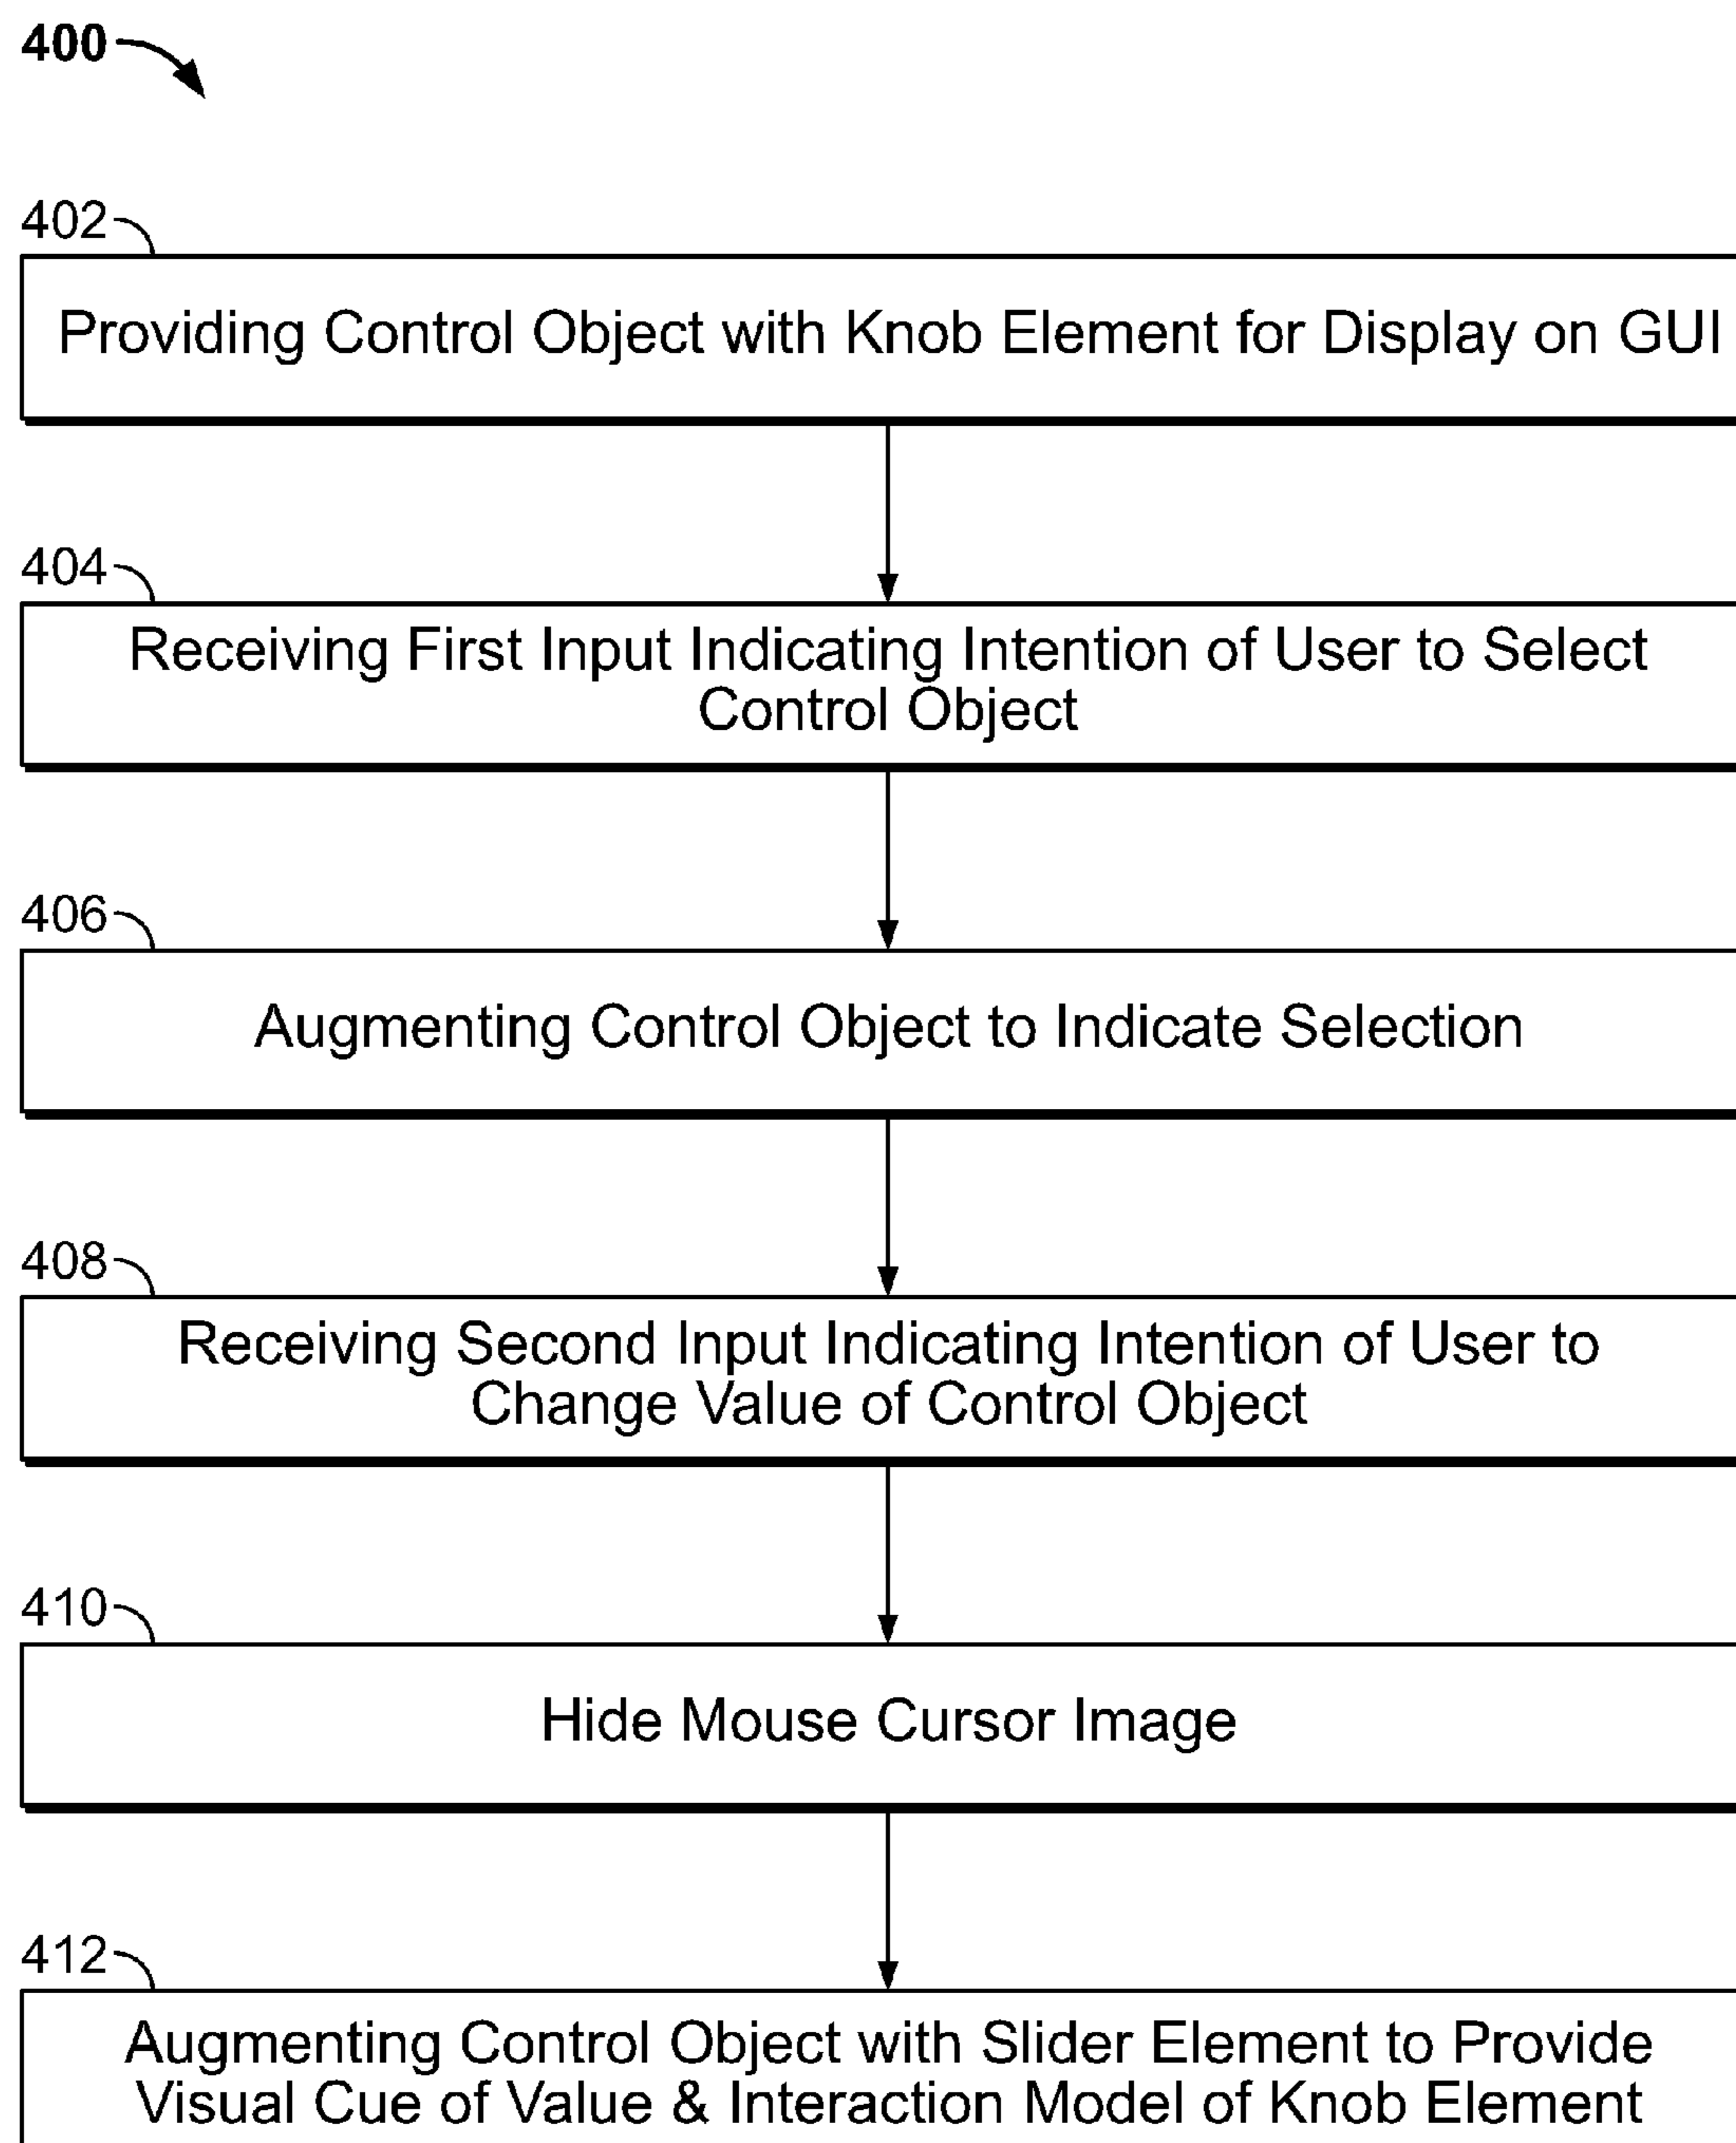 400
402
Providing Control Object with Knob Element for Display on GUI
404
Receiving First Input Indicating Intention of User to Select
Control Object
406
Augmenting Control Object to Indicate Selection
408
Receiving Second Input Indicating Intention of User to
Change Value of Control Object
410
Hide Mouse Cursor Image
412
Augmenting Control Object with Slider Element to Provide
Visual Cue of Value & Interaction Model of Knob Element